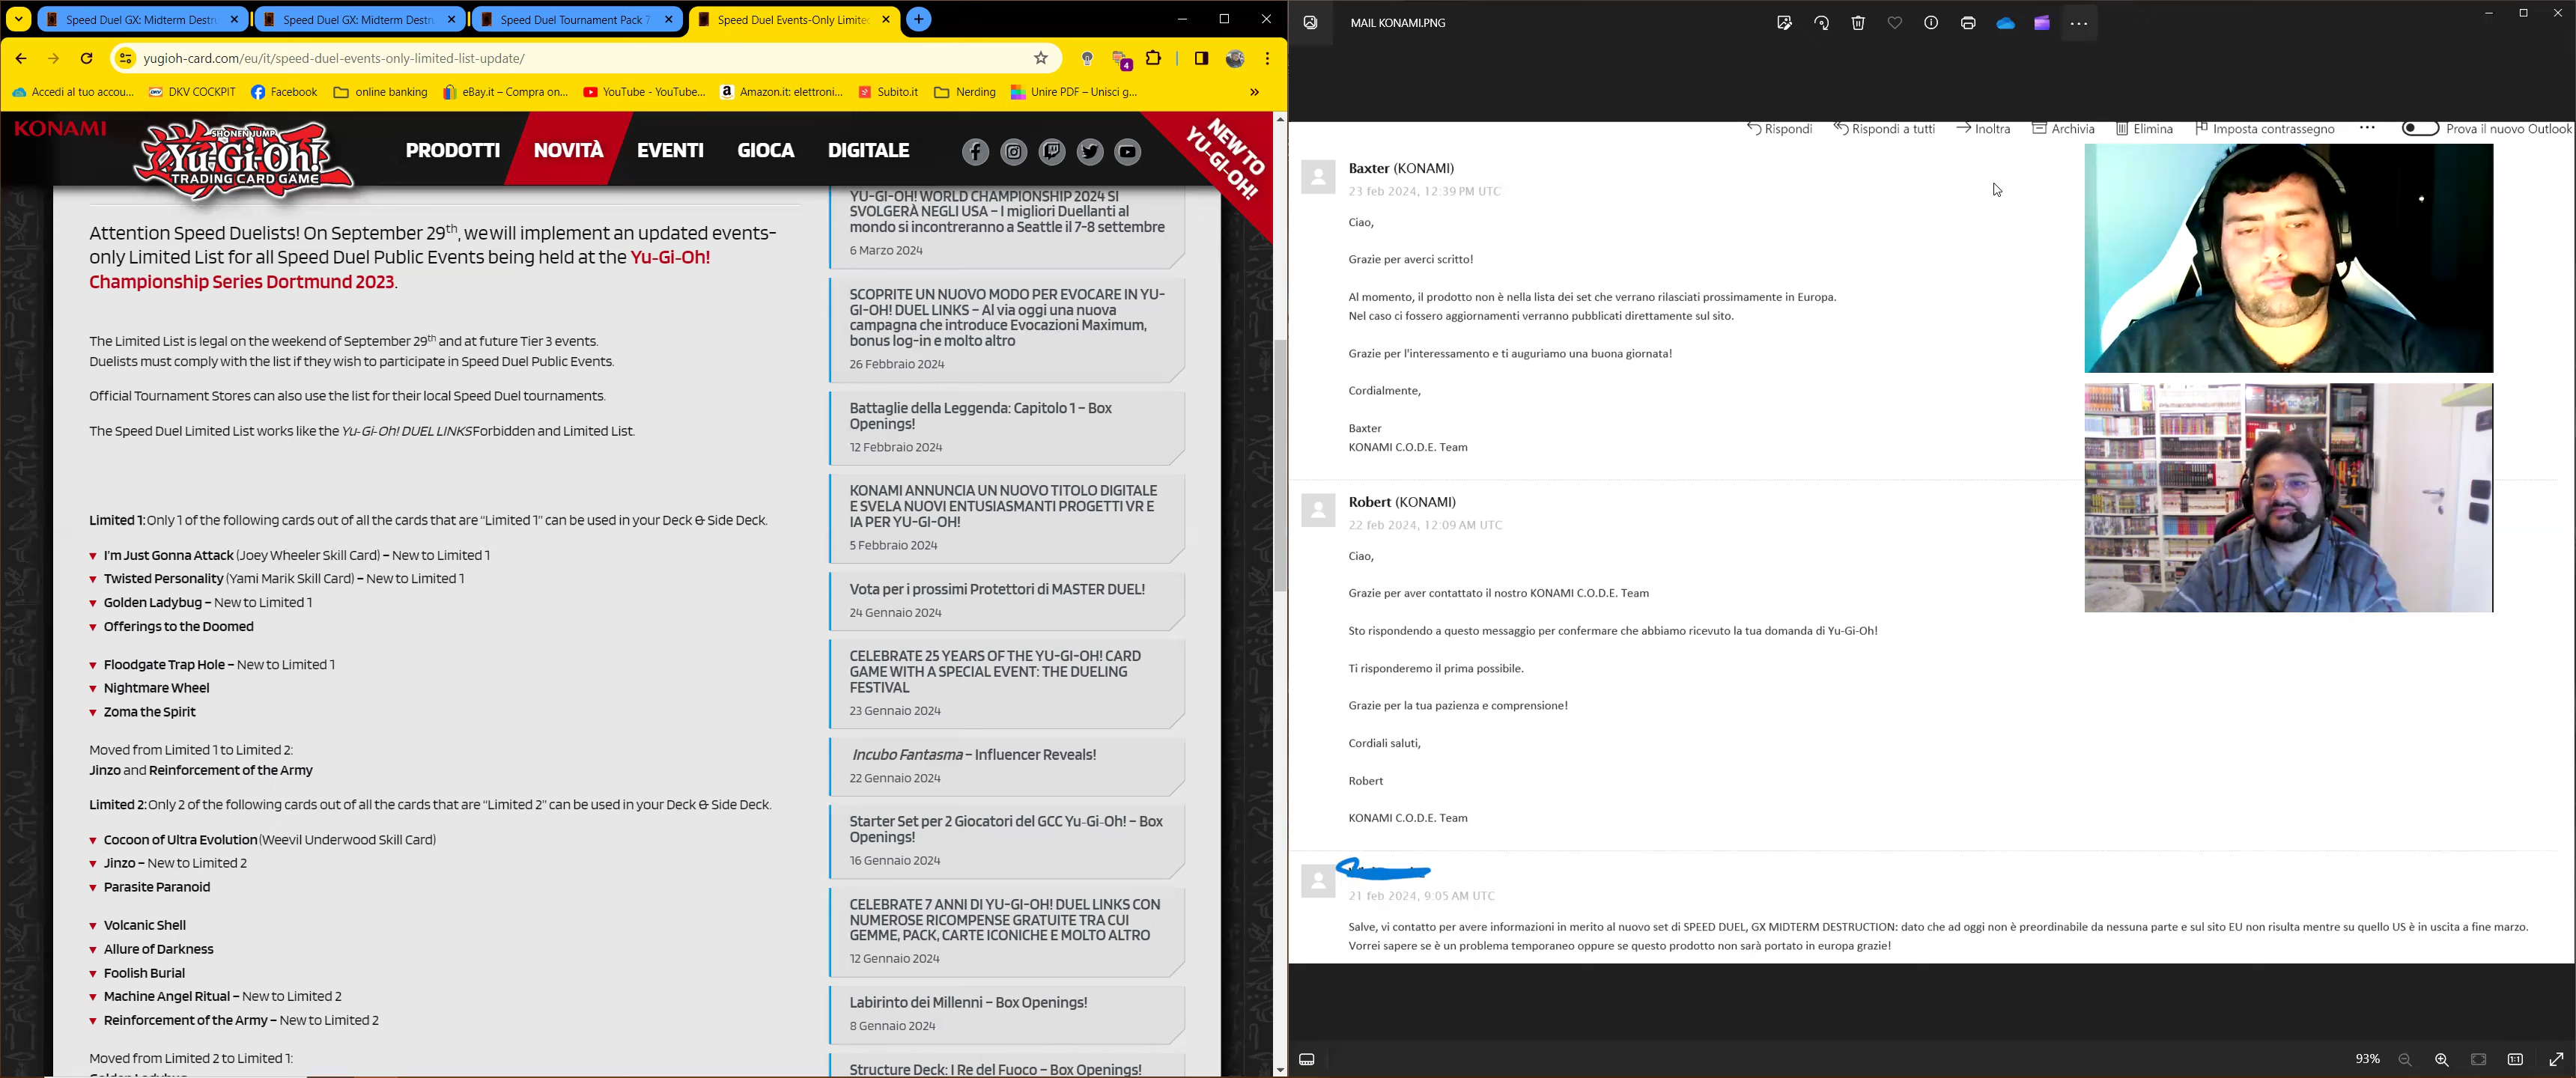 Speed Duel GX: Midterm Destru
Speed Duel GX: Midterm Destru
Speed Duel Tournament Pack 7
Speed Duel Events-Only Limited
yugioh-card.com/eu/it/speed-duel-events-only-limited-list-update/
4
Accedi al tuo accou...
DKV COCKPIT
Facebook
online banking
eBay.it – Compra on...
YouTube - YouTube...
Amazon.it: elettroni...
Subito.it
Nerding
Unire PDF – Unisci g...
KONAMI
SHONEN JUMP
Yu-Gi-Oh!
TRADING CARD GAME
PRODOTTI
NOVITÀ
EVENTI
GIOCA
DIGITALE
NEW TO
YU-GI-OH!
Attention Speed Duelists! On September 29th, we will implement an updated events-
only Limited List for all Speed Duel Public Events being held at the Yu-Gi-Oh!
Championship Series Dortmund 2023.
The Limited List is legal on the weekend of September 29th and at future Tier 3 events.
Duelists must comply with the list if they wish to participate in Speed Duel Public Events.
Official Tournament Stores can also use the list for their local Speed Duel tournaments.
The Speed Duel Limited List works like the Yu-Gi-Oh! DUEL LINKSForbidden and Limited List.
Limited 1:Only 1 of the following cards out of all the cards that are “Limited 1” can be used in your Deck & Side Deck.
I'm Just Gonna Attack (Joey Wheeler Skill Card) – New to Limited 1
Twisted Personality (Yami Marik Skill Card) – New to Limited 1
Golden Ladybug – New to Limited 1
Offerings to the Doomed
Floodgate Trap Hole – New to Limited 1
Nightmare Wheel
Zoma the Spirit
Moved from Limited 1 to Limited 2:
Jinzo and Reinforcement of the Army
Limited 2:Only 2 of the following cards out of all the cards that are “Limited 2” can be used in your Deck & Side Deck.
Cocoon of Ultra Evolution (Weevil Underwood Skill Card)
Jinzo – New to Limited 2
Parasite Paranoid
Volcanic Shell
Allure of Darkness
Foolish Burial
Machine Angel Ritual – New to Limited 2
Reinforcement of the Army – New to Limited 2
Moved from Limited 2 to Limited 1:
YU-GI-OH! WORLD CHAMPIONSHIP 2024 SI
SVOLGERÀ NEGLI USA – I migliori Duellanti al
mondo si incontreranno a Seattle il 7-8 settembre
6 Marzo 2024
SCOPRITE UN NUOVO MODO PER EVOCARE IN YU-
GI-OH! DUEL LINKS – Al via oggi una nuova
campagna che introduce Evocazioni Maximum,
bonus log-in e molto altro
26 Febbraio 2024
Battaglie della Leggenda: Capitolo 1 – Box
Openings!
12 Febbraio 2024
KONAMI ANNUNCIA UN NUOVO TITOLO DIGITALE
E SVELA NUOVI ENTUSIASMANTI PROGETTI VR E
IA PER YU-GI-OH!
5 Febbraio 2024
Vota per i prossimi Protettori di MASTER DUEL!
24 Gennaio 2024
CELEBRATE 25 YEARS OF THE YU-GI-OH! CARD
GAME WITH A SPECIAL EVENT: THE DUELING
FESTIVAL
23 Gennaio 2024
Incubo Fantasma – Influencer Reveals!
22 Gennaio 2024
Starter Set per 2 Giocatori del GCC Yu-Gi-Oh! – Box
Openings!
16 Gennaio 2024
CELEBRATE 7 ANNI DI YU-GI-OH! DUEL LINKS CON
NUMEROSE RICOMPENSE GRATUITE TRA CUI
GEMME, PACK, CARTE ICONICHE E MOLTO ALTRO
12 Gennaio 2024
Labirinto dei Millenni – Box Openings!
8 Gennaio 2024
Structure Deck: I Re del Fuoco – Box Openings!
MAIL KONAMI.PNG
Rispondi
Rispondi a tutti
Inoltra
Archivia
Elimina
Imposta contrassegno
Prova il nuovo Outlook
Baxter (KONAMI)
23 feb 2024, 12:39 PM UTC
Ciao,
Grazie per averci scritto!
Al momento, il prodotto non è nella lista dei set che verrano rilasciati prossimamente in Europa.
Nel caso ci fossero aggiornamenti verranno pubblicati direttamente sul sito.
Grazie per l'interessamento e ti auguriamo una buona giornata!
Cordialmente,
Baxter
KONAMI C.O.D.E. Team
Robert (KONAMI)
22 feb 2024, 12:09 AM UTC
Ciao,
Grazie per aver contattato il nostro KONAMI C.O.D.E. Team
Sto rispondendo a questo messaggio per confermare che abbiamo ricevuto la tua domanda di Yu-Gi-Oh!
Ti risponderemo il prima possibile.
Grazie per la tua pazienza e comprensione!
Cordiali saluti,
Robert
KONAMI C.O.D.E. Team
21 feb 2024, 9:05 AM UTC
Salve, vi contatto per avere informazioni in merito al nuovo set di SPEED DUEL, GX MIDTERM DESTRUCTION: dato che ad oggi non è preordinabile da nessuna parte e sul sito EU non risulta mentre su quello US è in uscita a fine marzo.
Vorrei sapere se è un problema temporaneo oppure se questo prodotto non sarà portato in europa grazie!
93%
1:1